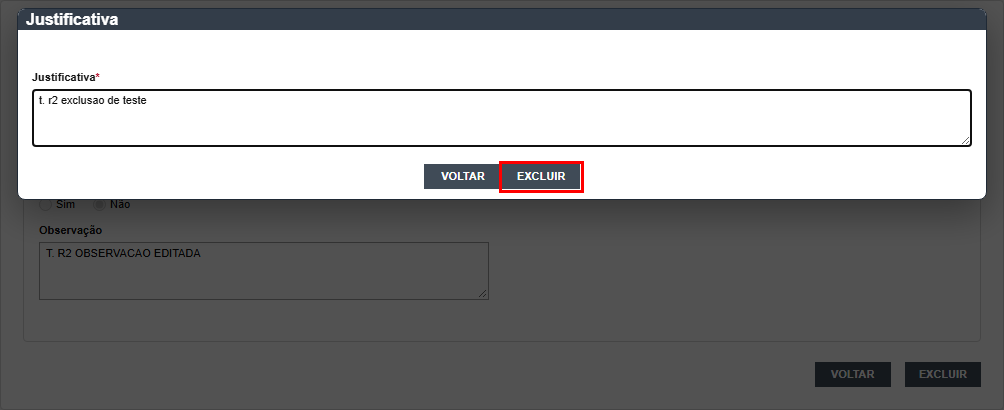 Justificativa
Justificativa*
t. r2 exclusao de teste
VOLTAR EXCLUIR
Sim Não
Observação
T. R2 OBSERVACAO EDITADA
VOLTAR EXCLUIR